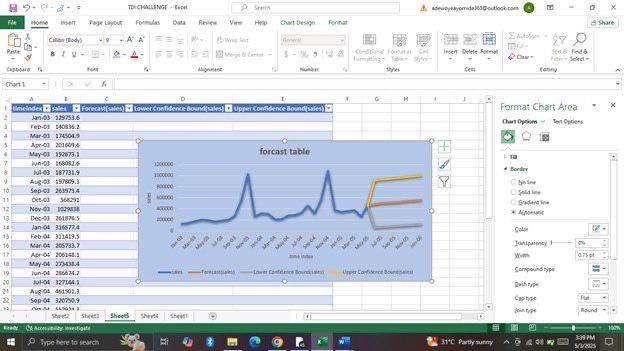 TDI CHALLENGE - Excel
Search
adewoyeayomide365@outlook.com
File Home Insert Page Layout Formulas Data Review View Help Chart Design Format
Share
Paste
Calibri (Body) 9
Wrap Text
Merge & Center
General
Conditional Formatting
Format as Table
Cell Styles
Insert Delete Format
AutoSum
Fill
Clear
Sort & Filter
Find & Select
Clipboard Font Alignment Number Styles Cells Editing
Chart 1
A B C D E F G H I
1 timeindex sales Forecast(sales) Lower Confidence Bound(sales) Upper Confidence Bound(sales)
2 Jan-03 129753.6
3 Feb-03 140836.2
4 Mar-03 174504.9
5 Apr-03 201609.6
6 May-03 192673.1
7 Jun-03 168082.6
8 Jul-03 187731.9
9 Aug-03 197809.3
10 Sep-03 263973.4
11 Oct-03 568291
12 Nov-03 1029838
13 Dec-03 261876.5
14 Jan-04 316577.4
15 Feb-04 311419.5
16 Mar-04 205733.7
17 Apr-04 206148.1
18 May-04 273438.4
19 Jun-04 286674.2
20 Jul-04 327144.1
21 Aug-04 461501.3
22 Sep-04 320750.9
forcast table
1200000
1000000
800000
600000
400000
200000
0
sales
Jan-03 Mar-03 May-03 Jul-03 Sep-03 Nov-03 Jan-04 Mar-04 May-04 Jul-04 Sep-04 Nov-04 Jan-05 Mar-05 May-05 Jul-05 Sep-05 Nov-05 Jan-06
time index
sales Forecast(sales) Lower Confidence Bound(sales) Upper Confidence Bound(sales)
Format Chart Area
Chart Options Text Options
Fill
Border
No line
Solid line
Gradient line
Automatic
Color
Transparency 0%
Width 0.75 pt
Compound type
Dash type
Cap type Flat
Join type Round
Sheet2 Sheet3 Sheet5 Sheet4 Sheet1
Ready Accessibility: Investigate 100%
Type here to search
31°C Partly sunny
3:39 PM
5/3/2025